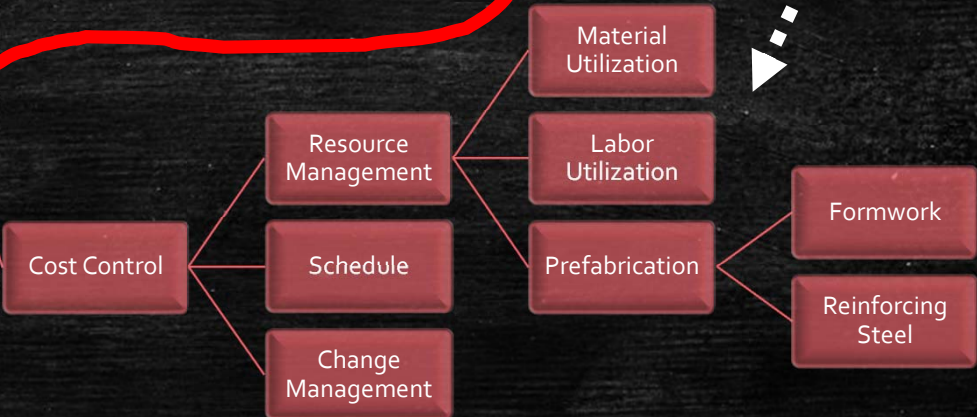 Material
Utilization
Resource
Management
Labor
Utilization
Formwork
Cost Control
Schedule
Prefabrication
Reinforcing
Steel
Change
Management